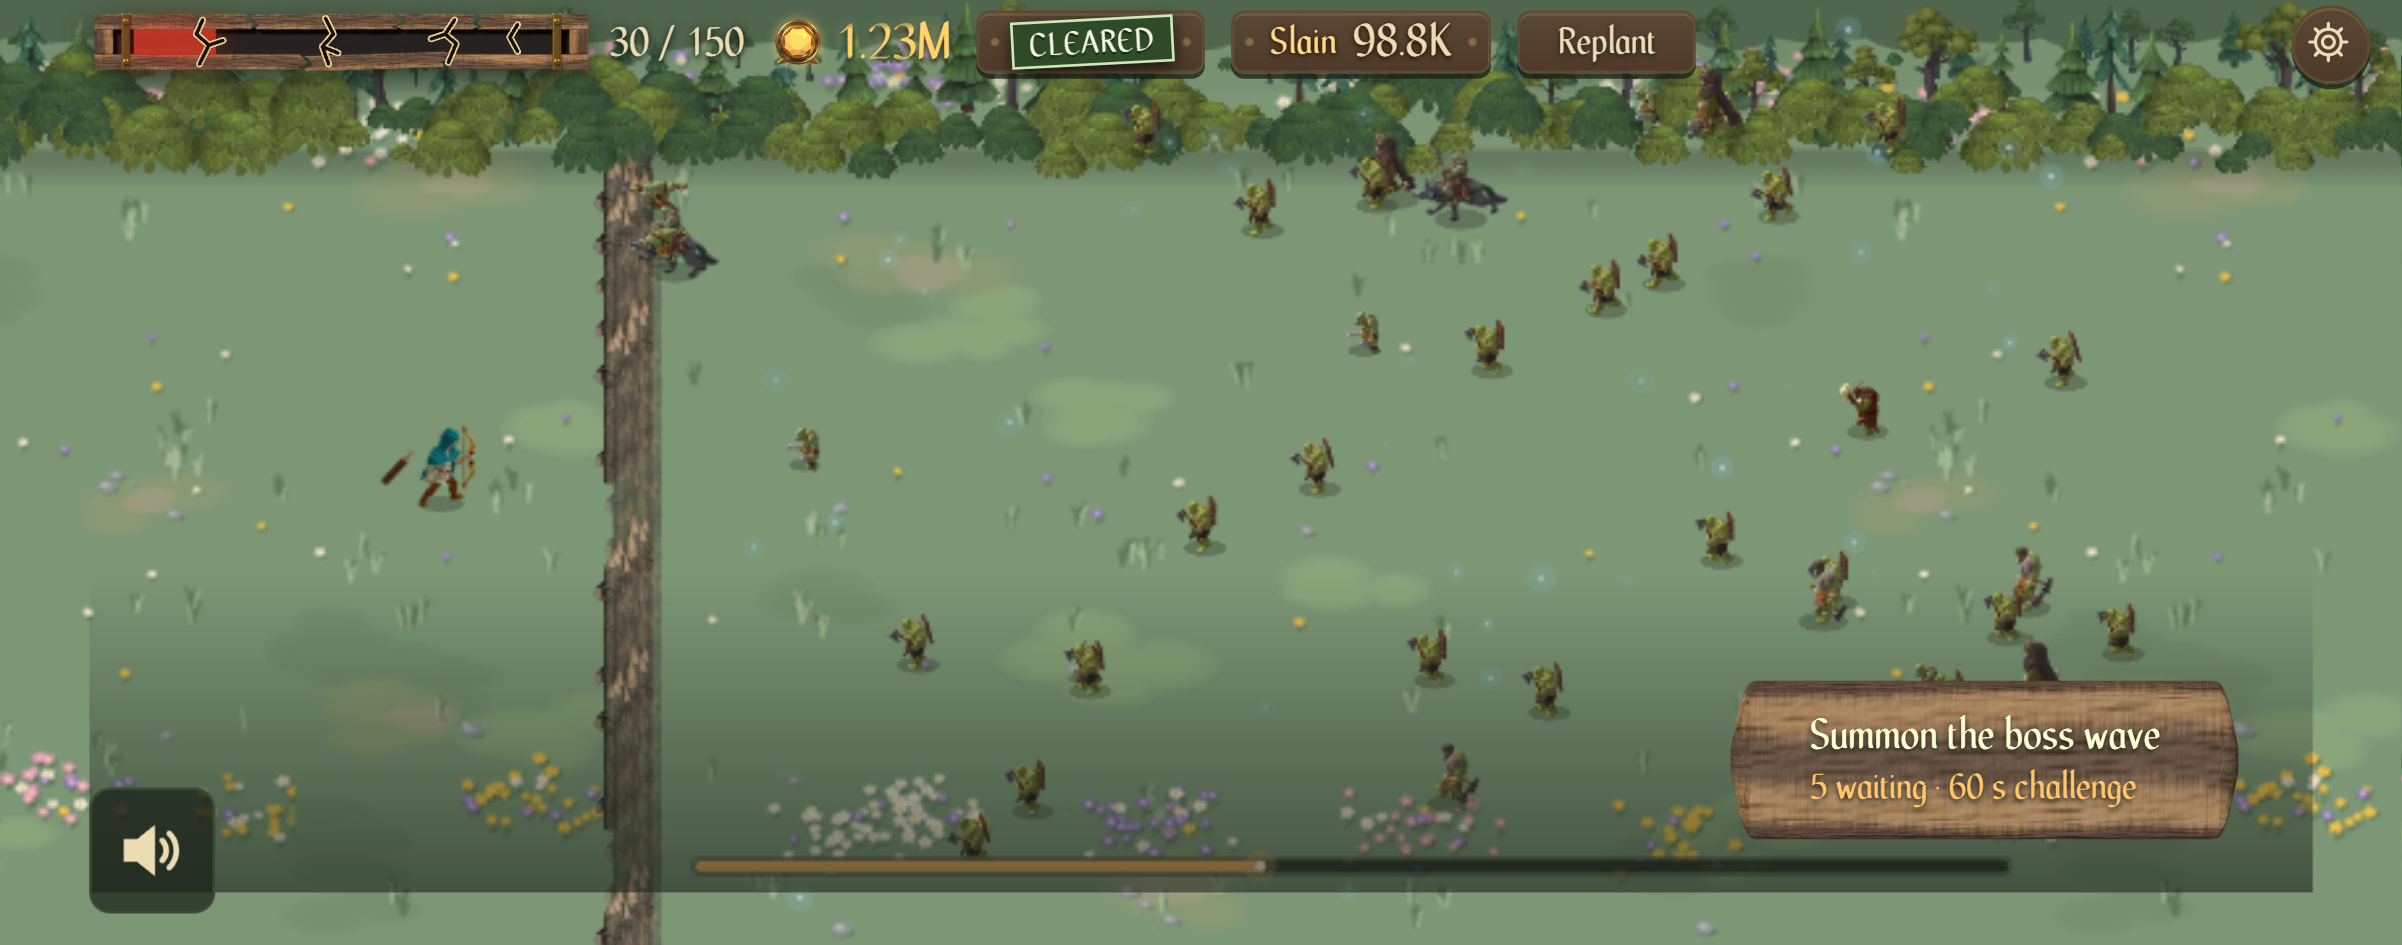 30 / 150
1.23M
CLEARED
Slain 98.8K
Replant
Summon the boss wave
5 waiting · 60 s challenge